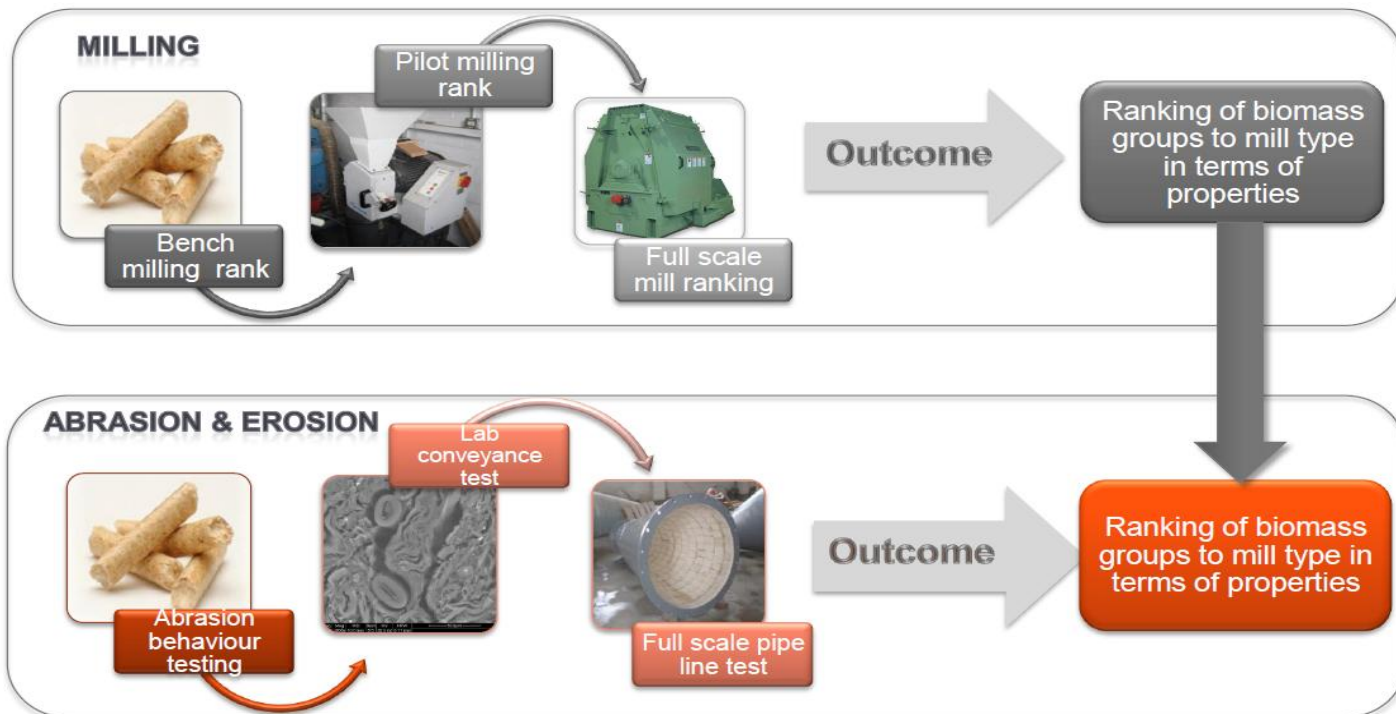 MILLING
Pilot milling
rank
Bench
milling rank
Full scale
mill ranking
Outcome
Ranking of biomass
groups to mill type
in terms of
properties
ABRASION & EROSION
Lab
conveyance
test
Abrasion
behaviour
testing
Full scale pipe
line test
Outcome
Ranking of biomass
groups to mill type in
terms of properties